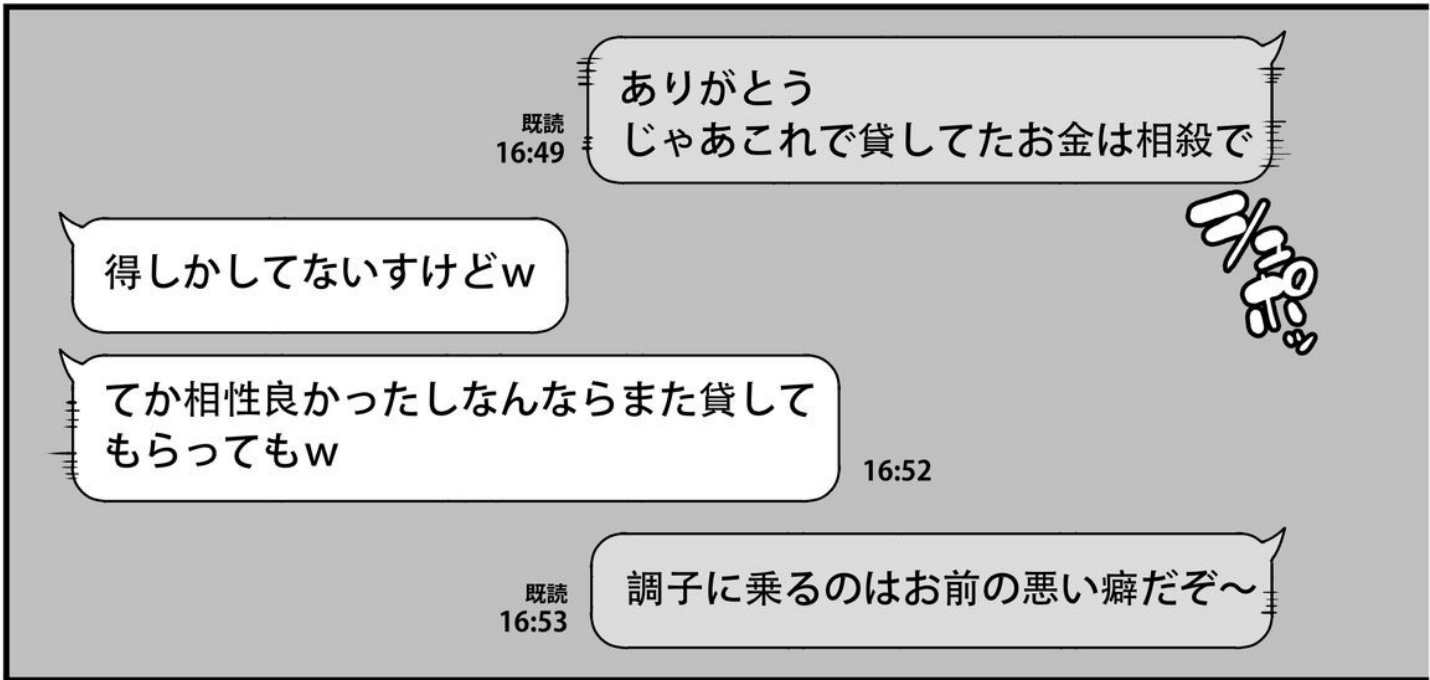 ありがとう
じゃあこれで貸してたお金は相殺で
既読
16:49
得しかしてないすけどw
てか相性良かったしなんならまた貸して
もらってもw
16:52
調子に乗るのはお前の悪い癖だぞ〜
既読
16:53